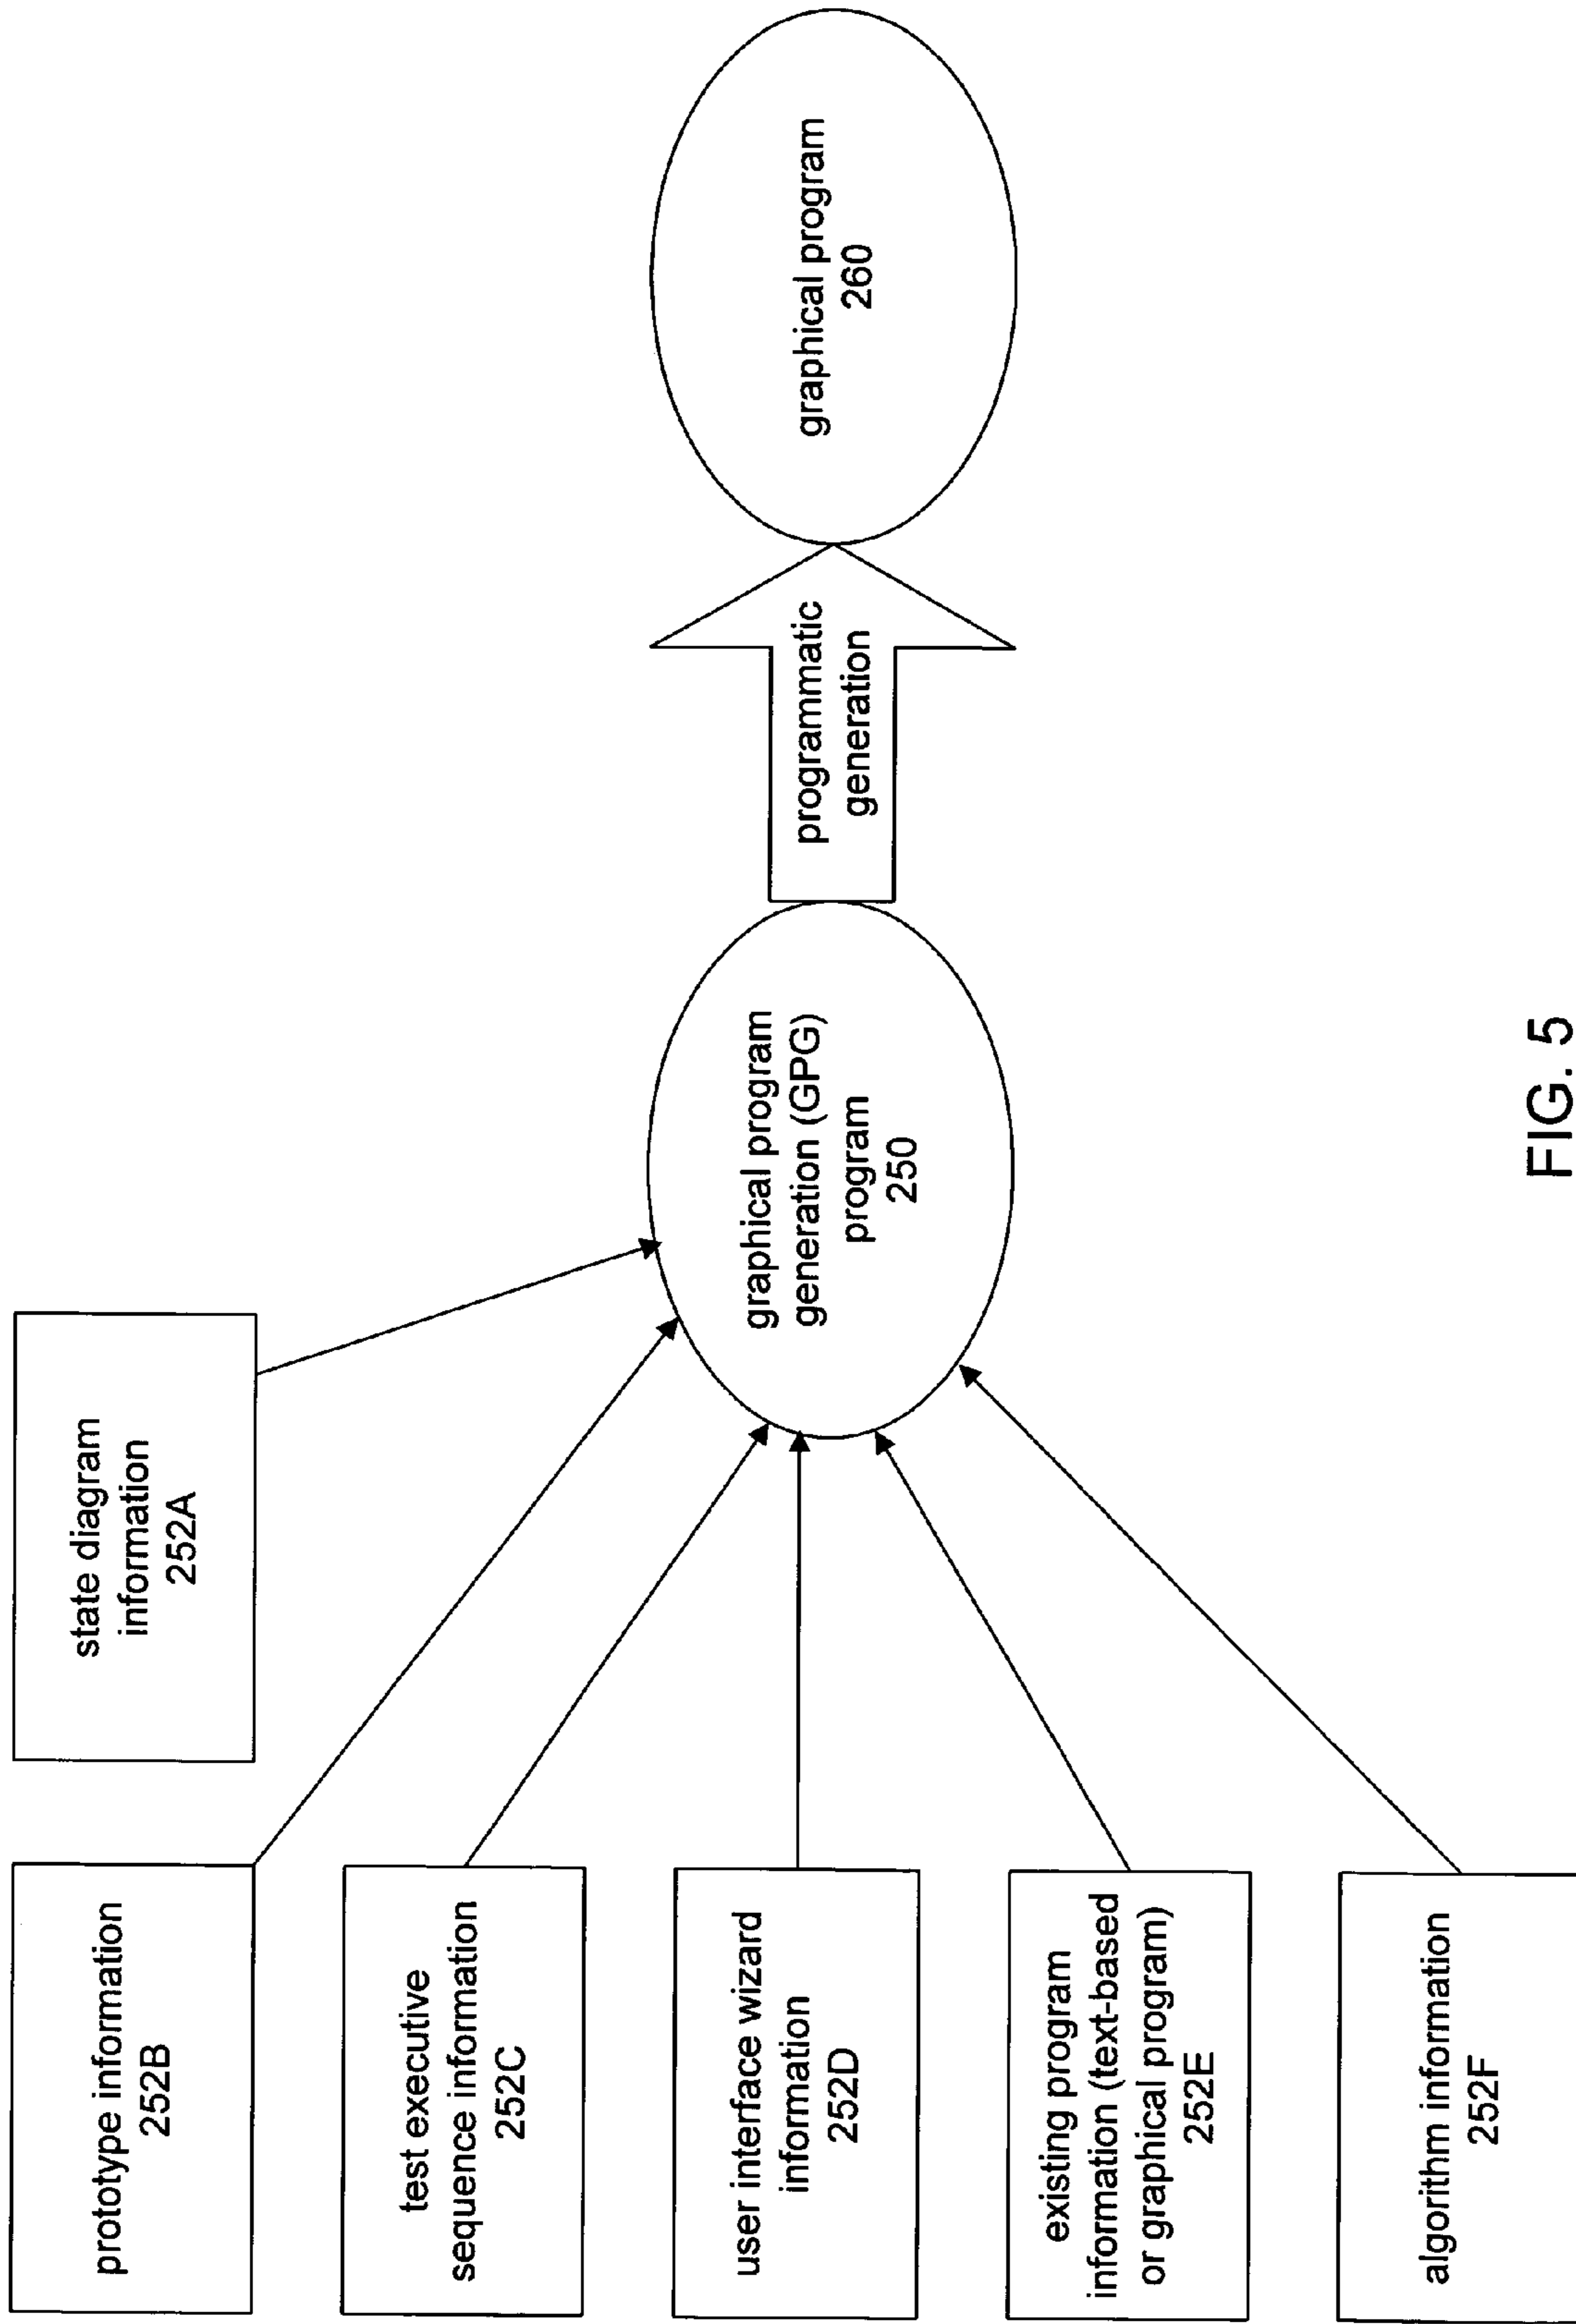 state diagram
information
252A
prototype information
252B
test executive
sequence information
252C
user interface wizard
information
252D
existing program
information (text-based
or graphical program)
252E
algorithm information
252F
graphical program
generation (GPG)
program
250
programmatic
generation
graphical program
260
FIG. 5